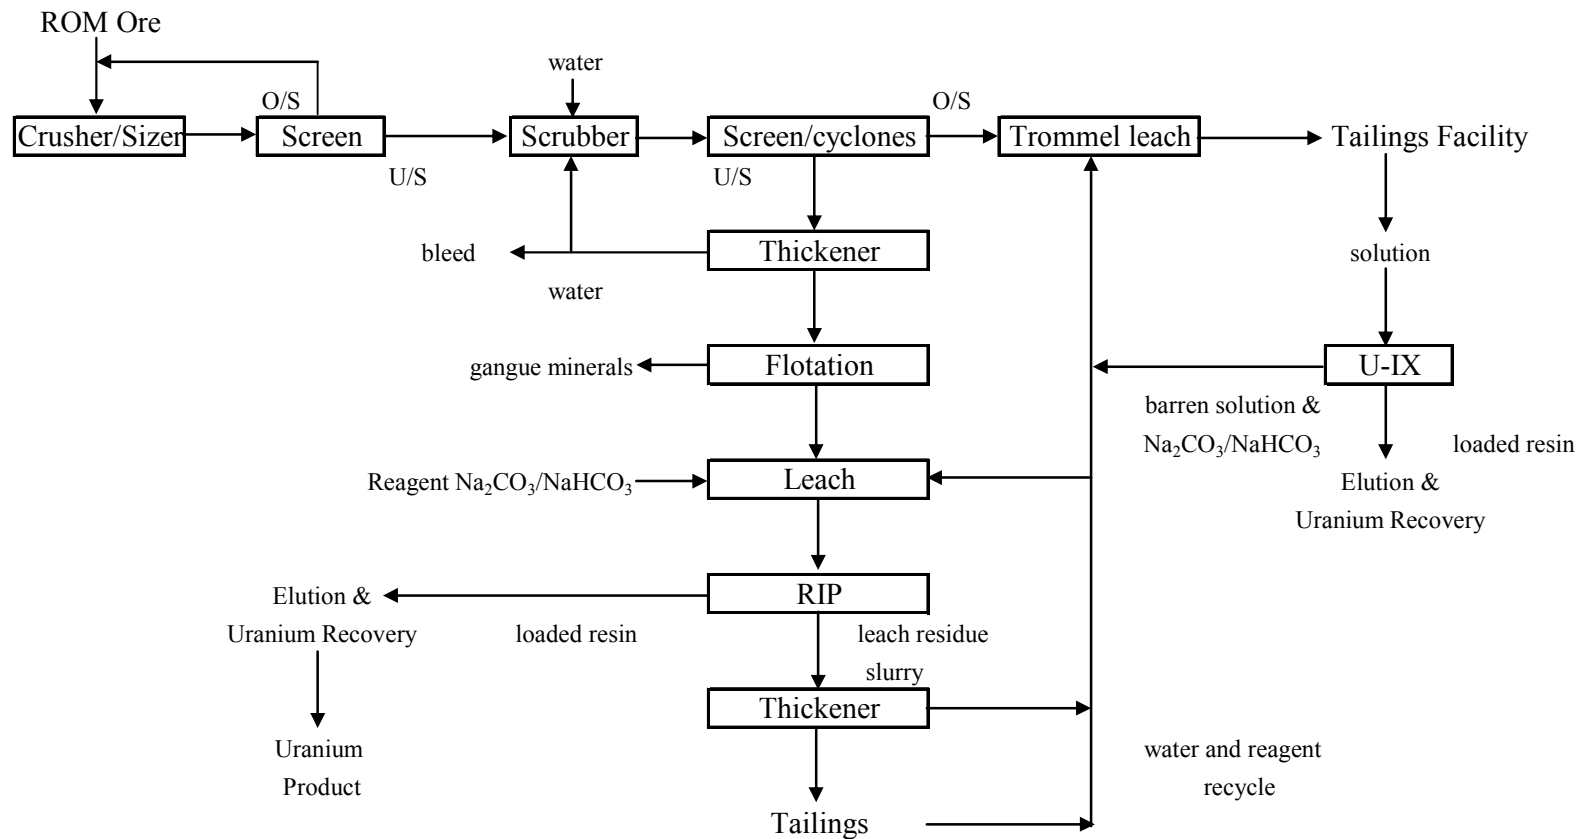 ROM Ore
water
O/S
O/S
Crusher/Sizer
Screen
Scrubber
Screen/cyclones
Trommel leach
Tailings Facility
U/S
U/S
bleed
Thickener
solution
water
gangue minerals
Flotation
U-IX
barren solution &
Na₂CO₃/NaHCO₃
loaded resin
Reagent Na₂CO₃/NaHCO₃
Leach
Elution &
Uranium Recovery
Elution &
Uranium Recovery
RIP
loaded resin
leach residue
slurry
Thickener
Uranium
Product
water and reagent
recycle
Tailings